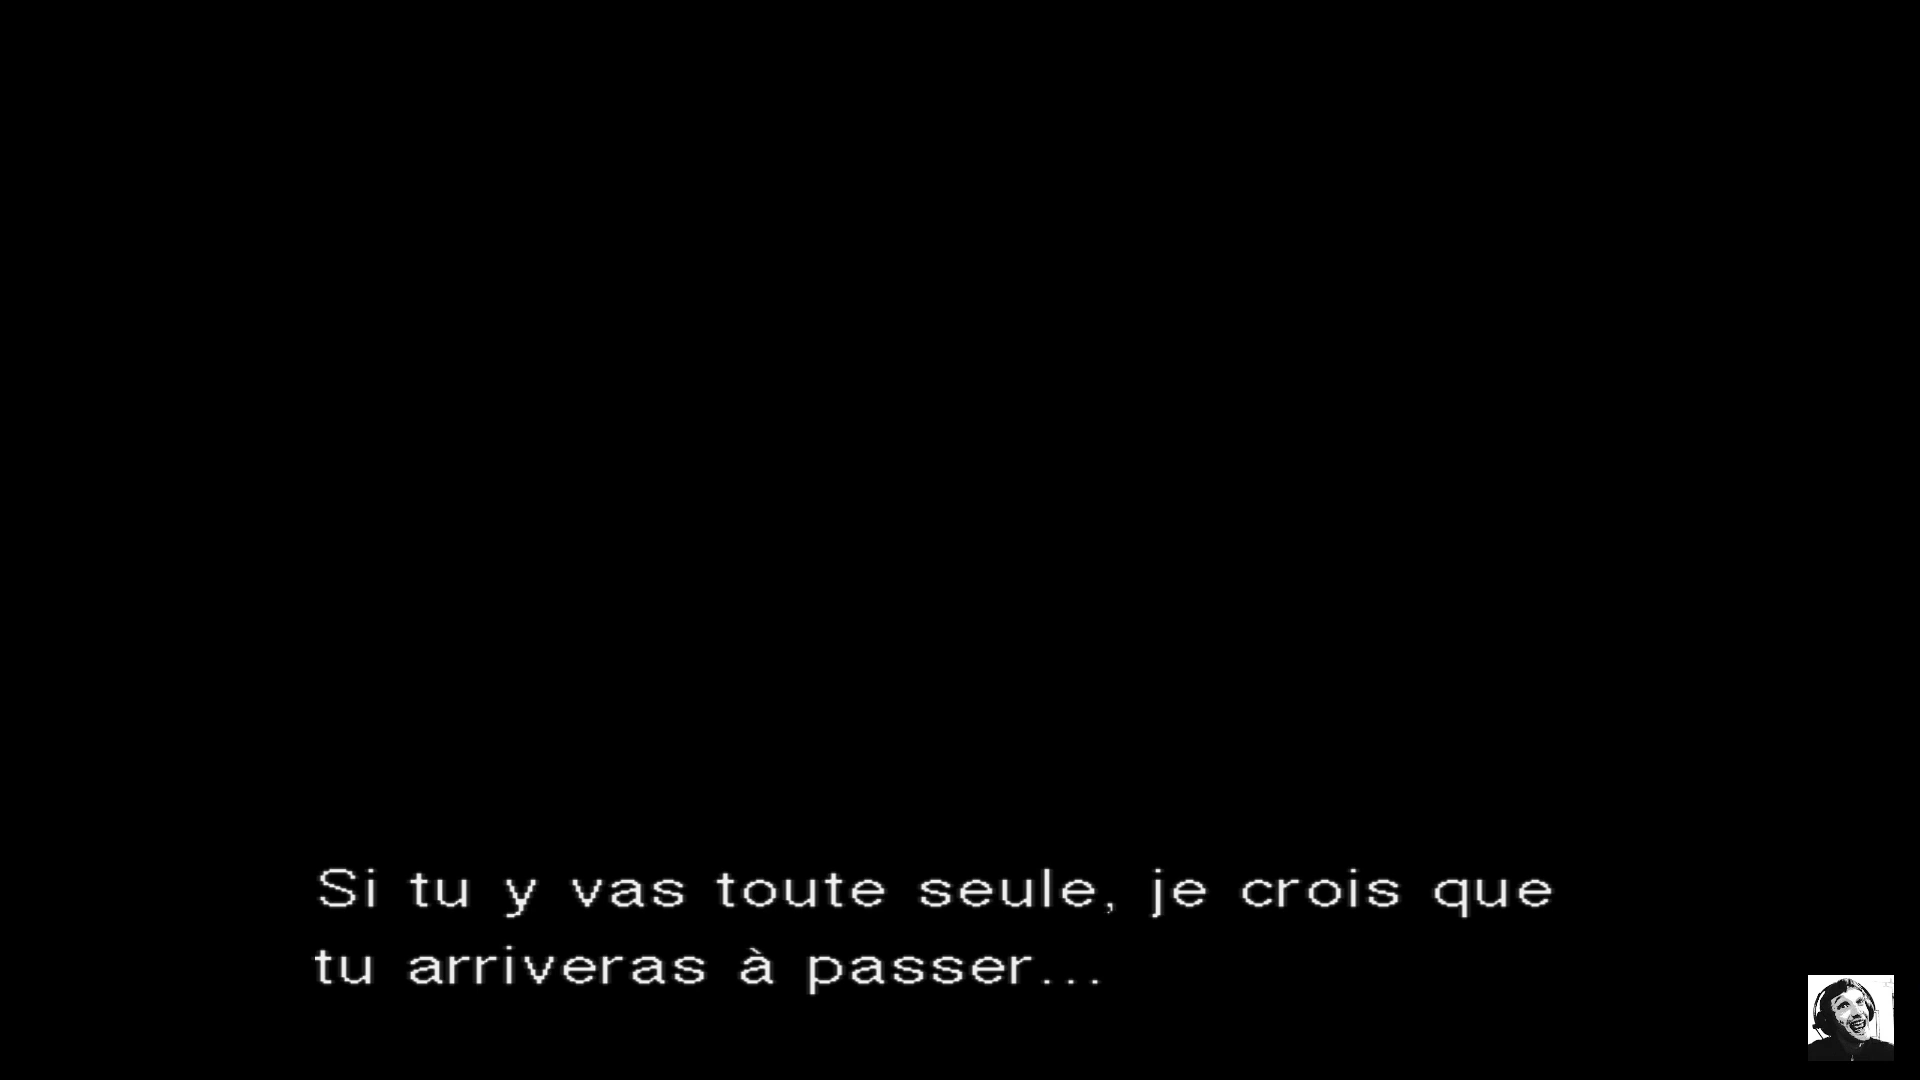 Si tu y vas toute seule, je crois que
tu arriveras à passer...